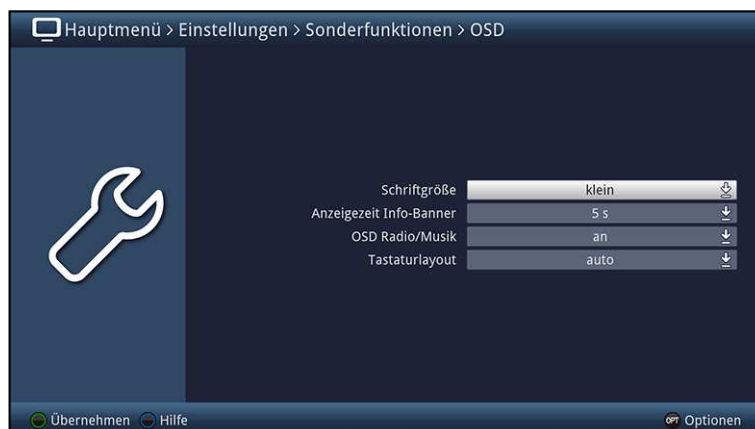 Hauptmenü > Einstellungen > Sonderfunktionen > OSD
Schriftgröße klein
Anzeigezeit Info-Banner 5 s
OSD Radio/Musik an
Tastaturlayout auto
Übernehmen Hilfe OPT Optionen